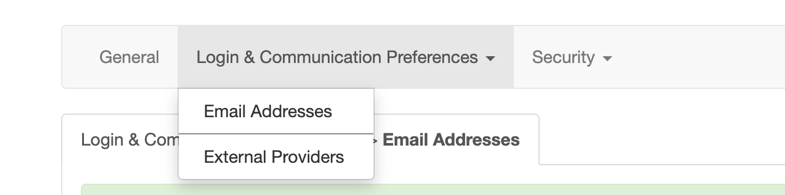 General Login & Communication Preferences Security
Email Addresses
Login & Com > Email Addresses
External Providers